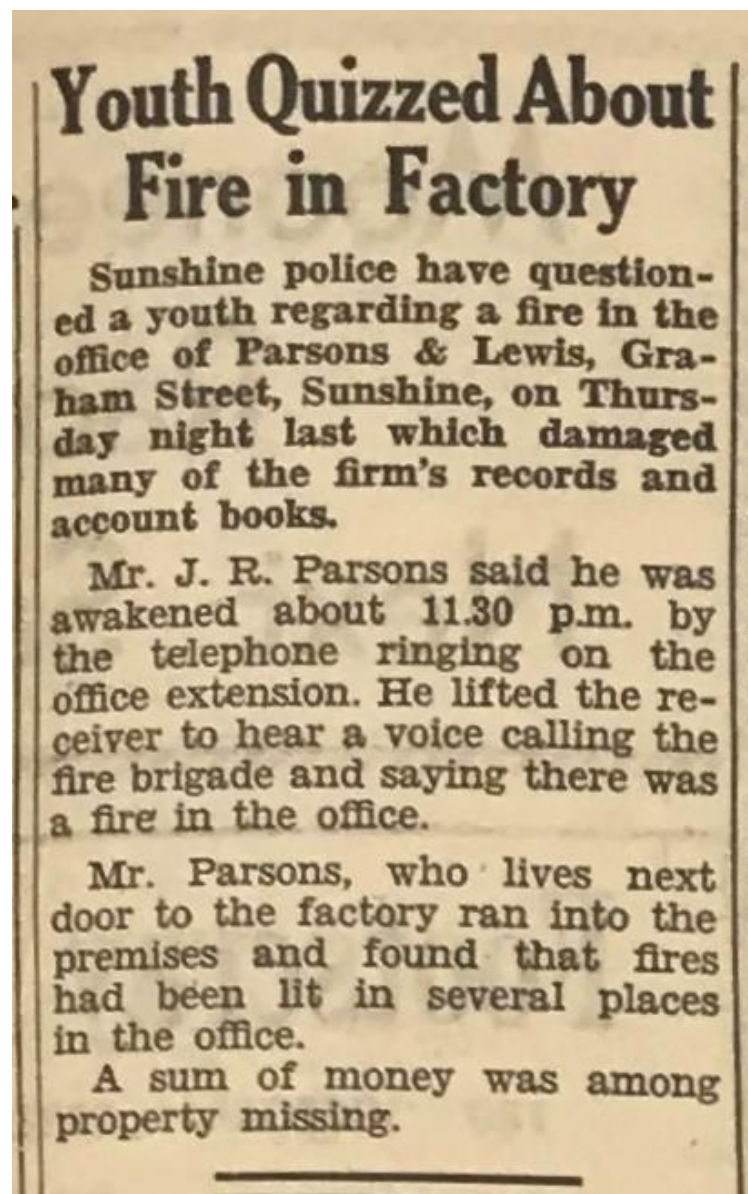 Youth Quizzed About
Fire in Factory
Sunshine police have question-
ed a youth regarding a fire in the
office of Parsons & Lewis, Gra-
ham Street, Sunshine, on Thurs-
day night last which damaged
many of the firm's records and
account books.
Mr. J. R. Parsons said he was
awakened about 11.30 p.m. by
the telephone ringing on the
office extension. He lifted the re-
ceiver to hear a voice calling the
fire brigade and saying there was
a fire in the office.
Mr. Parsons, who lives next
door to the factory ran into the
premises and found that fires
had been lit in several places
in the office.
A sum of money was among
property missing.